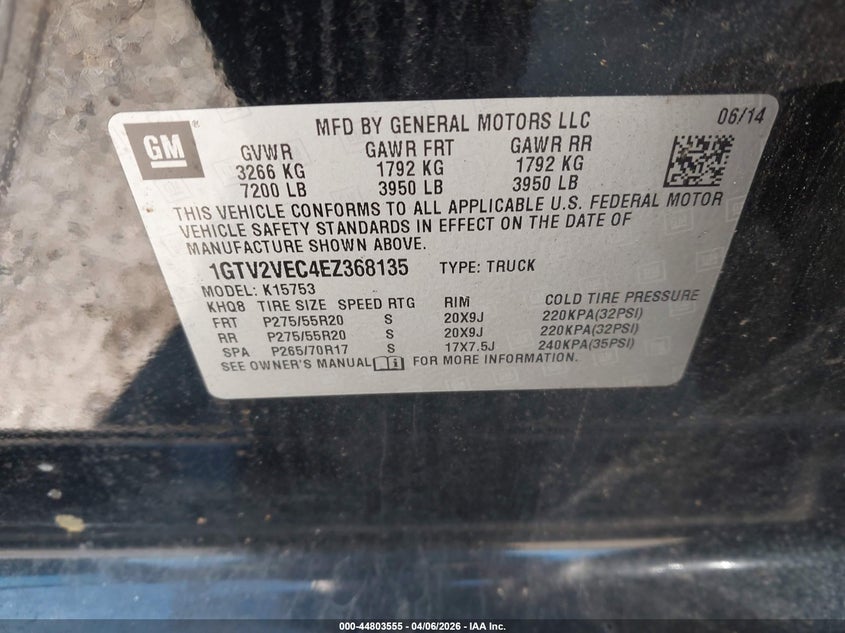 GM ®
MFD BY GENERAL MOTORS LLC 06/14
GVWR GAWR FRT GAWR RR
3266 KG 1792 KG 1792 KG
7200 LB 3950 LB 3950 LB
THIS VEHICLE CONFORMS TO ALL APPLICABLE U.S. FEDERAL MOTOR
VEHICLE SAFETY STANDARDS IN EFFECT ON THE DATE OF
MANUFACTURE SHOWN ABOVE.
1GTV2VEC4EZ368135 TYPE: TRUCK
MODEL: K15753
KHQ8 TIRE SIZE SPEED RTG RIM COLD TIRE PRESSURE
FRT P275/55R20 S 20X9J 220KPA(32PSI)
RR P275/55R20 S 20X9J 220KPA(32PSI)
SPA P265/70R17 S 17X7.5J 240KPA(35PSI)
SEE OWNER'S MANUAL FOR MORE INFORMATION.
000-44803555 - 04/06/2026 - IAA Inc.